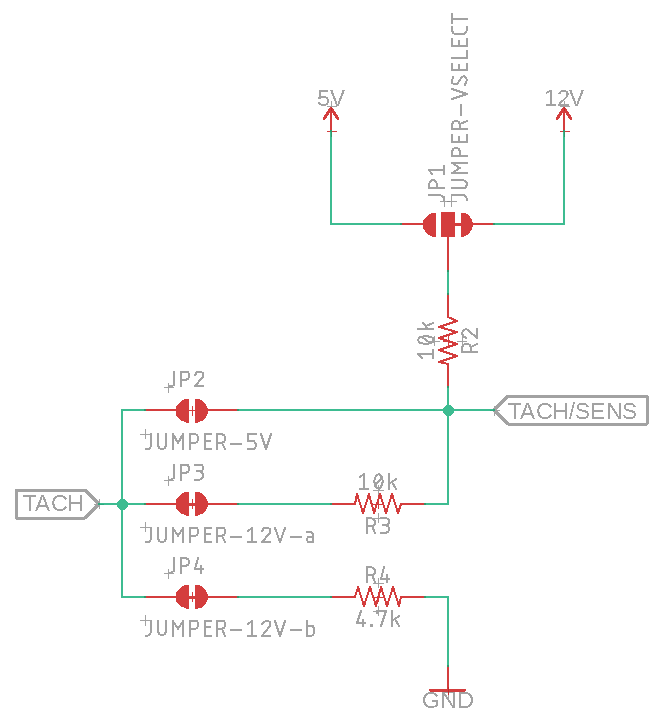 5V
12V
JP1
JUMPER-VSELECT
10k
R2
JP2
JUMPER-5V
TACH/SENS
TACH
JP3
JUMPER-12V-a
10k
R3
JP4
JUMPER-12V-b
R4
4.7k
GND